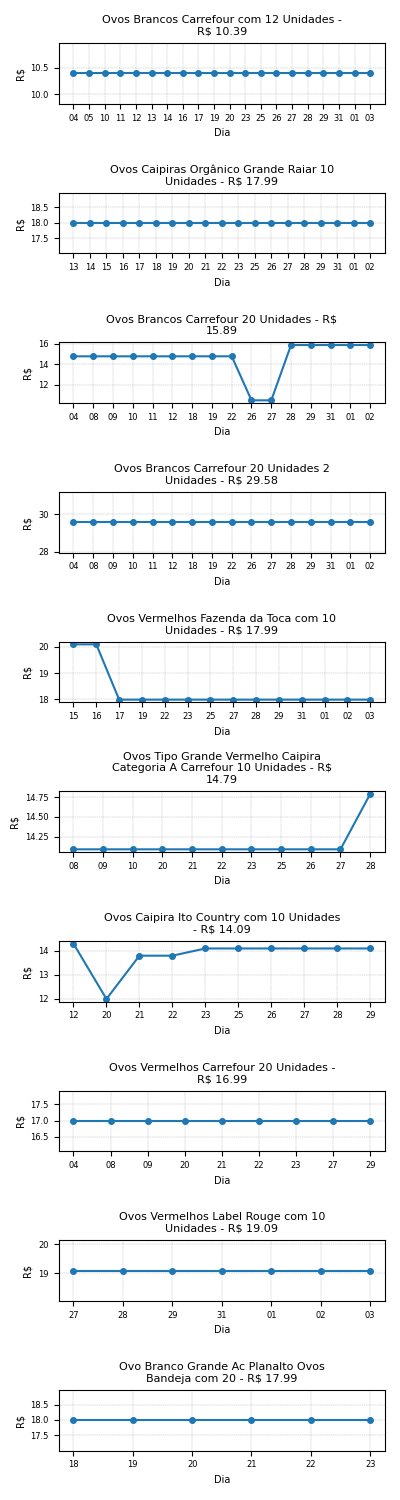 Ovos Brancos Carrefour com 12 Unidades -
R$ 10.39
10.5
10.0
R$
04 05 10 11 12 13 14 16 17 19 20 23 25 26 27 28 29 31 01 03
Dia
Ovos Caipiras Orgânico Grande Raiar 10
Unidades - R$ 17.99
18.5
18.0
17.5
R$
13 14 15 16 17 18 19 20 21 22 23 25 26 27 28 29 31 01 02
Dia
Ovos Brancos Carrefour 20 Unidades - R$
15.89
16
14
12
R$
04 08 09 10 11 12 18 19 22 26 27 28 29 31 01 02
Dia
Ovos Brancos Carrefour 20 Unidades 2
Unidades - R$ 29.58
30
28
R$
04 08 09 10 11 12 18 19 22 26 27 28 29 31 01 02
Dia
Ovos Vermelhos Fazenda da Toca com 10
Unidades - R$ 17.99
20
19
18
R$
15 16 17 19 22 23 25 27 28 29 31 01 02 03
Dia
Ovos Tipo Grande Vermelho Caipira
Categoria A Carrefour 10 Unidades - R$
14.79
14.75
14.50
14.25
R$
08 09 10 20 21 22 23 25 26 27 28
Dia
Ovos Caipira Ito Country com 10 Unidades
- R$ 14.09
14
13
12
R$
12 20 21 22 23 25 26 27 28 29
Dia
Ovos Vermelhos Carrefour 20 Unidades -
R$ 16.99
17.5
17.0
16.5
R$
04 08 09 20 21 22 23 27 29
Dia
Ovos Vermelhos Label Rouge com 10
Unidades - R$ 19.09
20
19
R$
27 28 29 31 01 02 03
Dia
Ovo Branco Grande Ac Planalto Ovos
Bandeja com 20 - R$ 17.99
18.5
18.0
17.5
R$
18 19 20 21 22 23
Dia